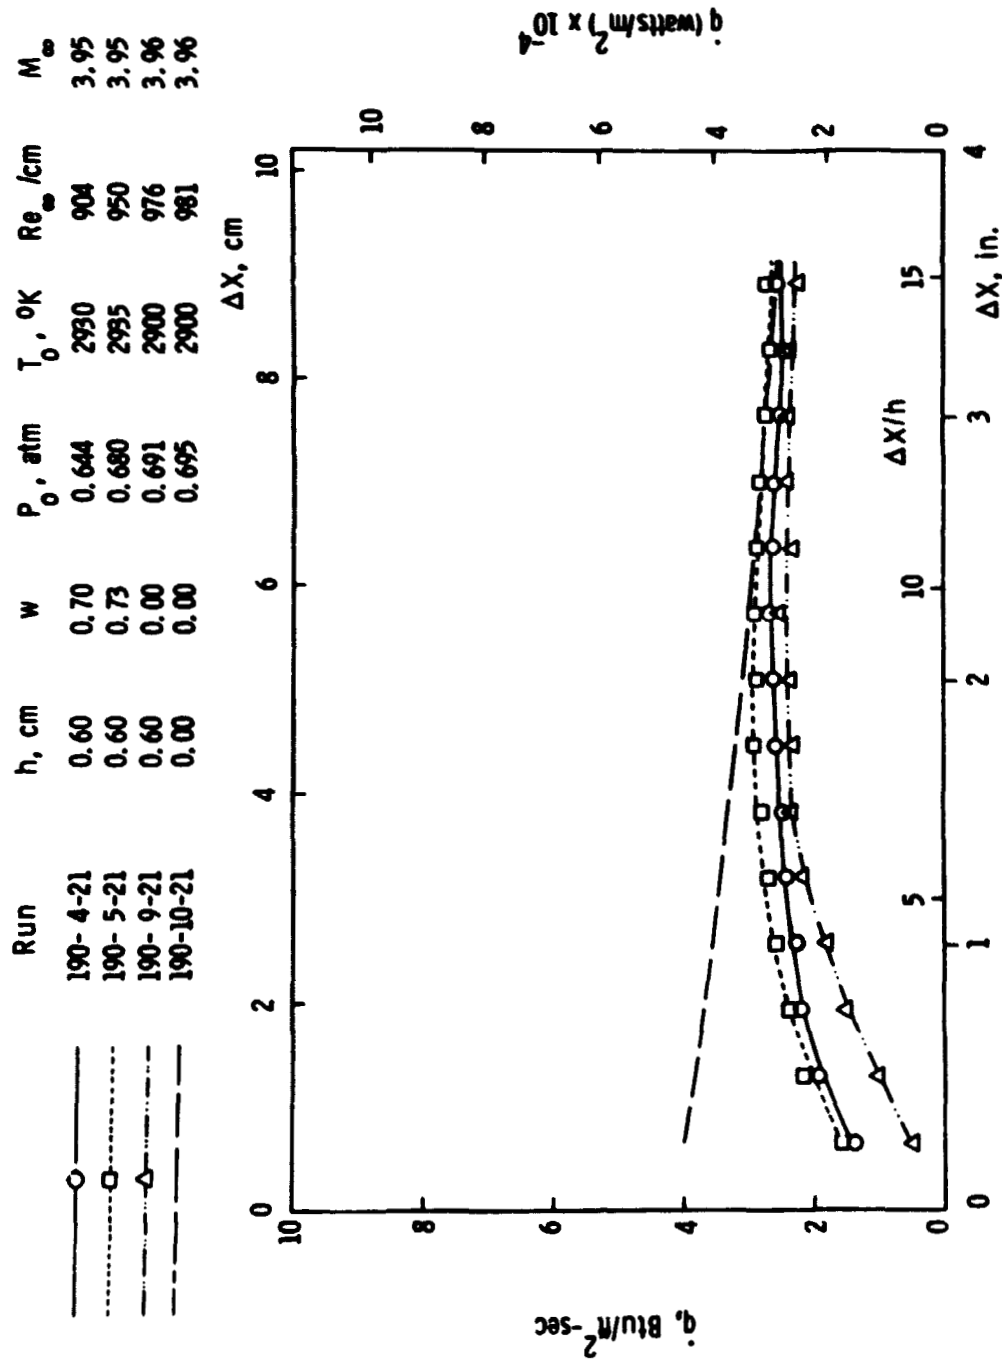 Run h, cm w P₀, atm T₀, °K Re∞/cm M∞
190- 4-21 0.60 0.70 0.644 2930 904 3.95
190- 5-21 0.60 0.73 0.680 2935 950 3.95
190- 9-21 0.60 0.00 0.691 2900 976 3.96
190-10-21 0.00 0.00 0.695 2900 981 3.96
ΔX, cm
0 2 4 6 8 10
10
8
6
4
2
0
q̇, Btu/ft²-sec
10
8
6
4
2
0
q̇ (watts/m²) x 10⁻⁴
5 10 ΔX/h 15
0 1 2 3 4
ΔX, in.